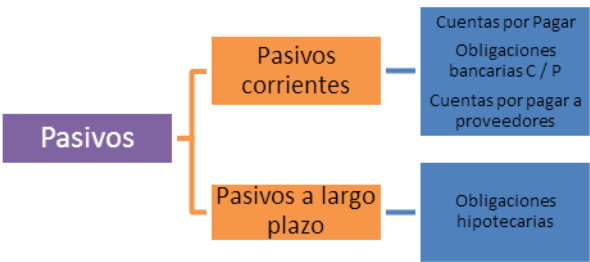 Pasivos
Pasivos
corrientes
Cuentas por Pagar
Obligaciones
bancarias C / P
Cuentas por pagar a
proveedores
Pasivos a largo
plazo
Obligaciones
hipotecarias